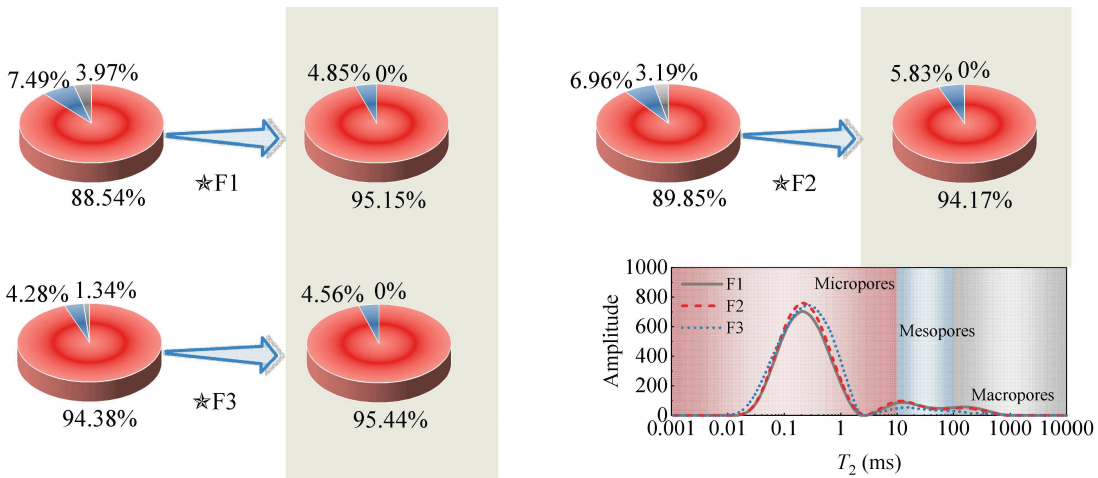 7.49% 3.97%
88.54%
✯F1
4.85% 0%
95.15%
6.96% 3.19%
89.85%
✯F2
5.83% 0%
94.17%
4.28% 1.34%
94.38%
✯F3
4.56% 0%
95.44%
Amplitude
1000
800
600
400
200
0
F1
F2
F3
Micropores
Mesopores
Macropores
0.001 0.01 0.1 1 10 100 1000 10000
T2 (ms)